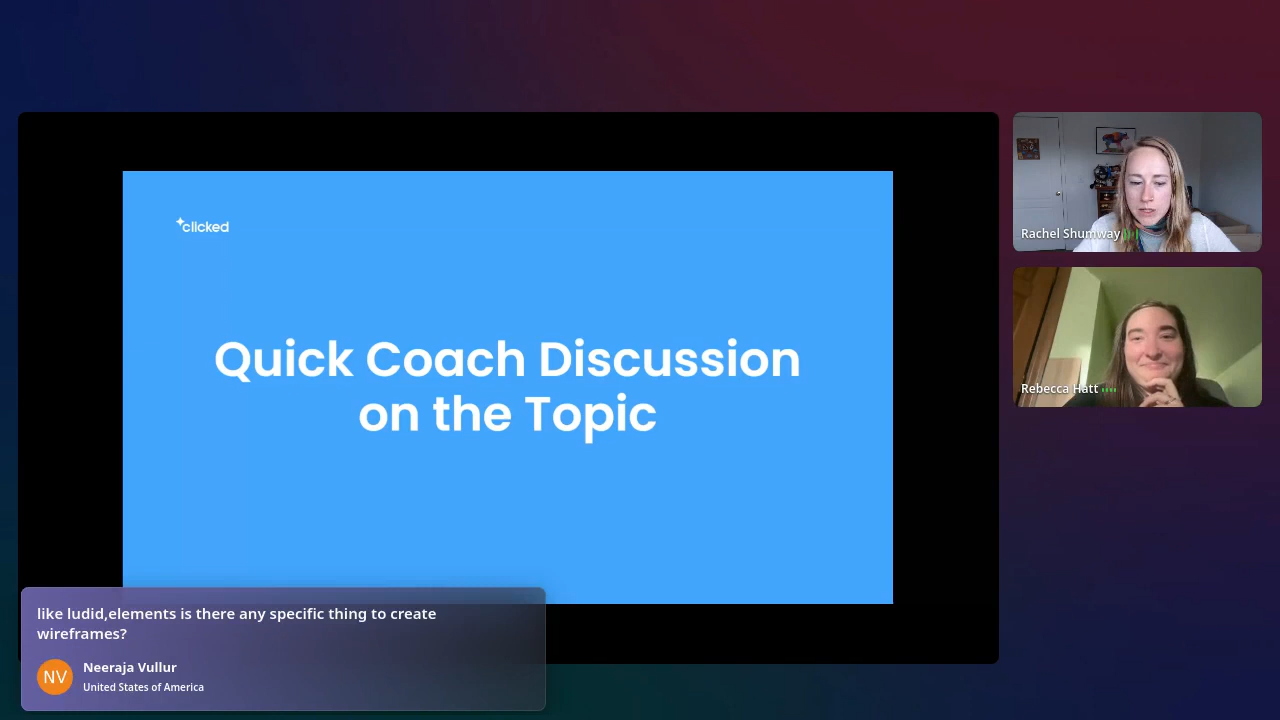 clicked
Quick Coach Discussion
on the Topic
Rachel Shumway
Rebecca Hatt
like ludid,elements is there any specific thing to create
wireframes?
NV
Neeraja Vullur
United States of America